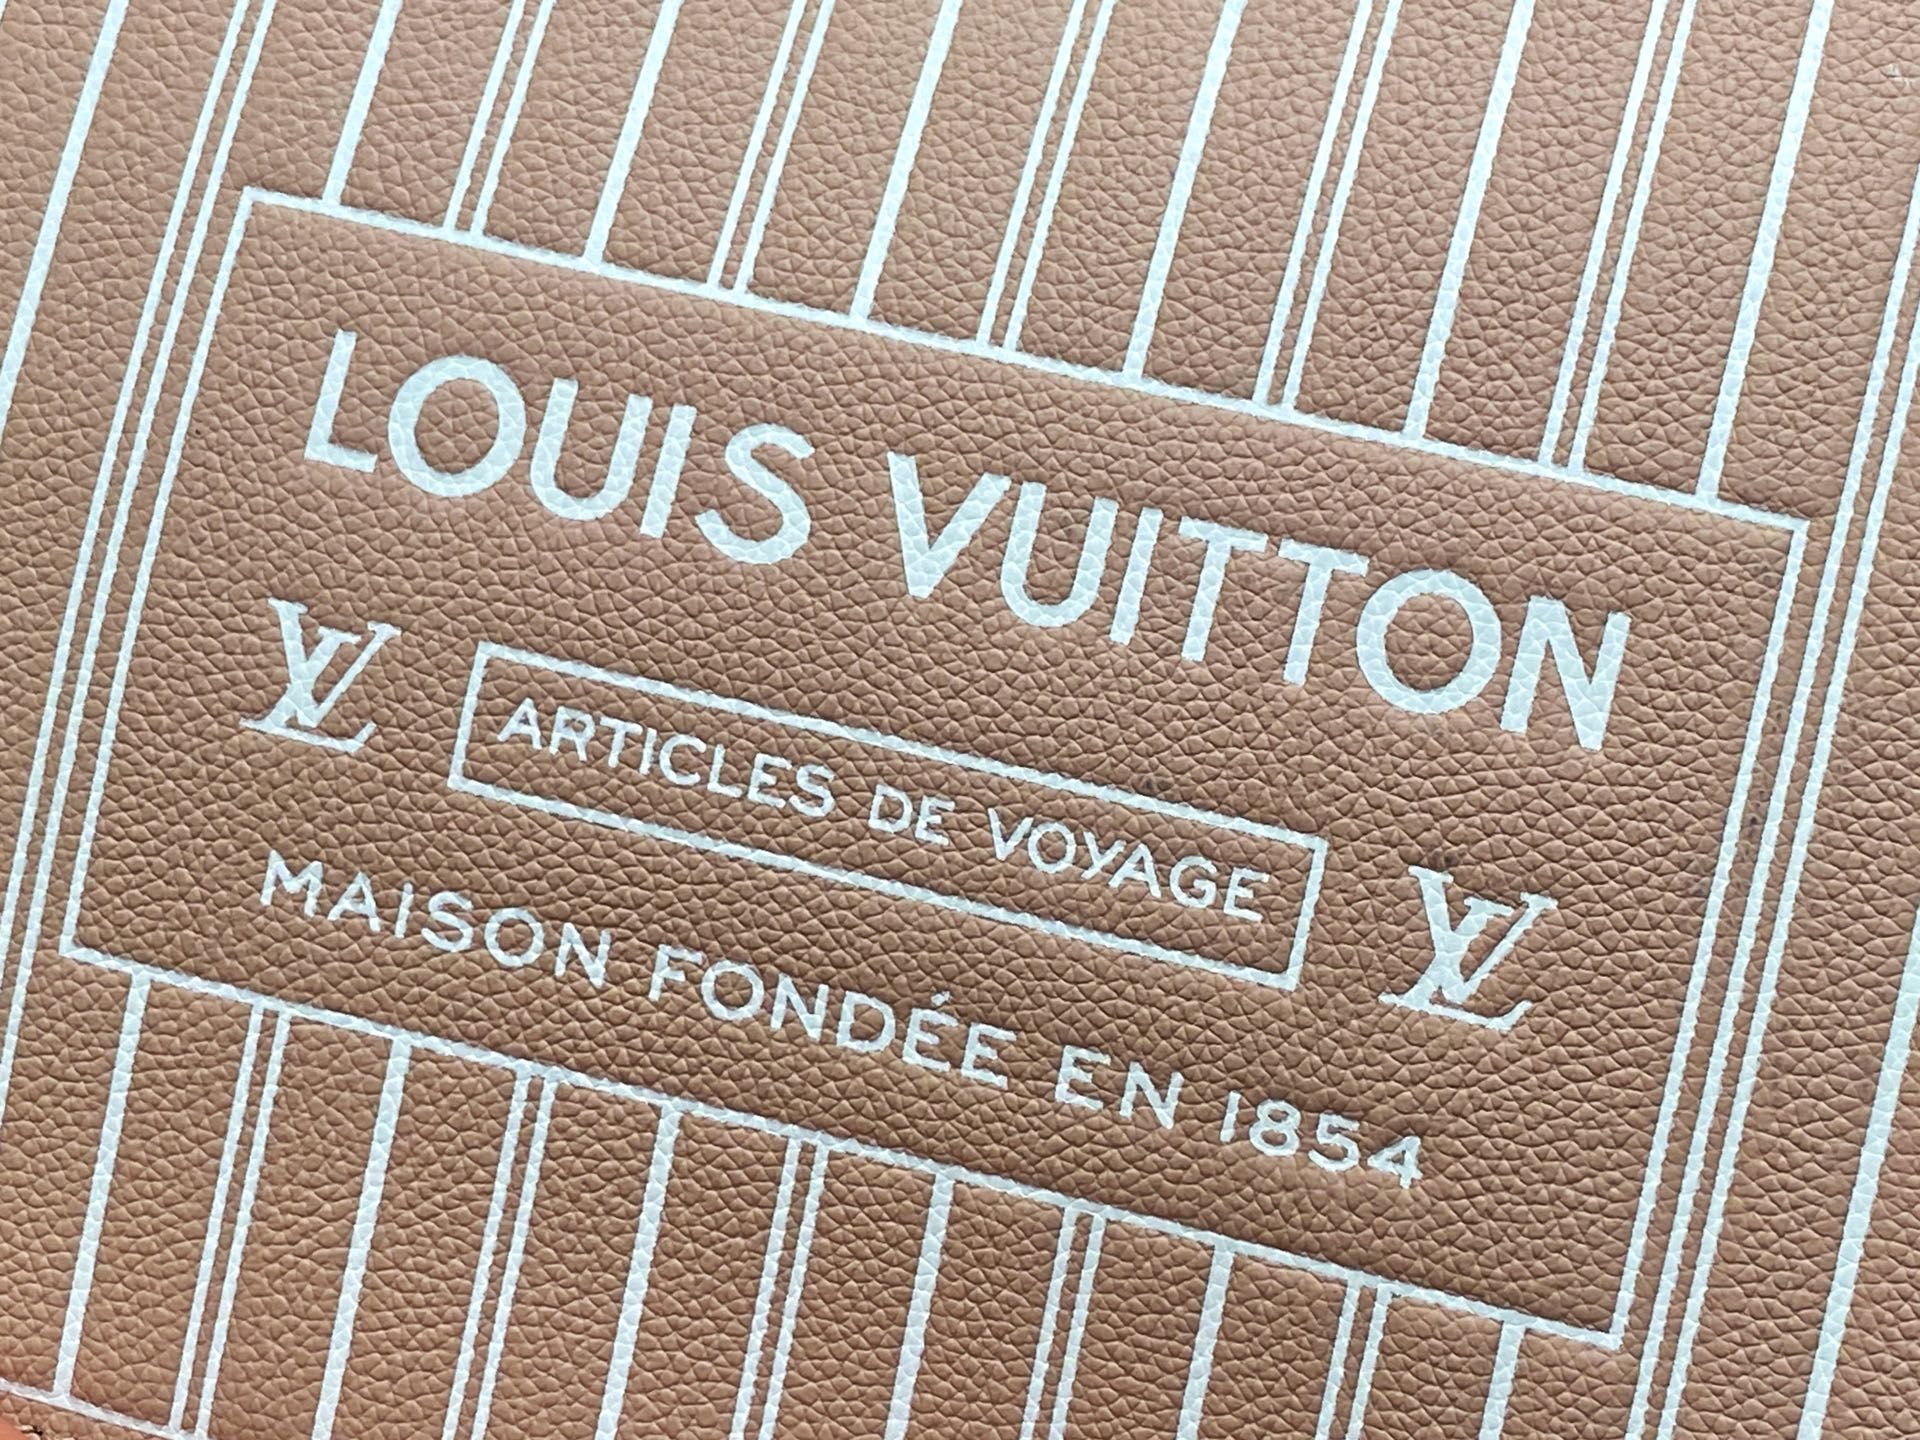 LOUIS VUITTON
LV ARTICLES DE VOYAGE LV
MAISON FONDÉE EN 1854